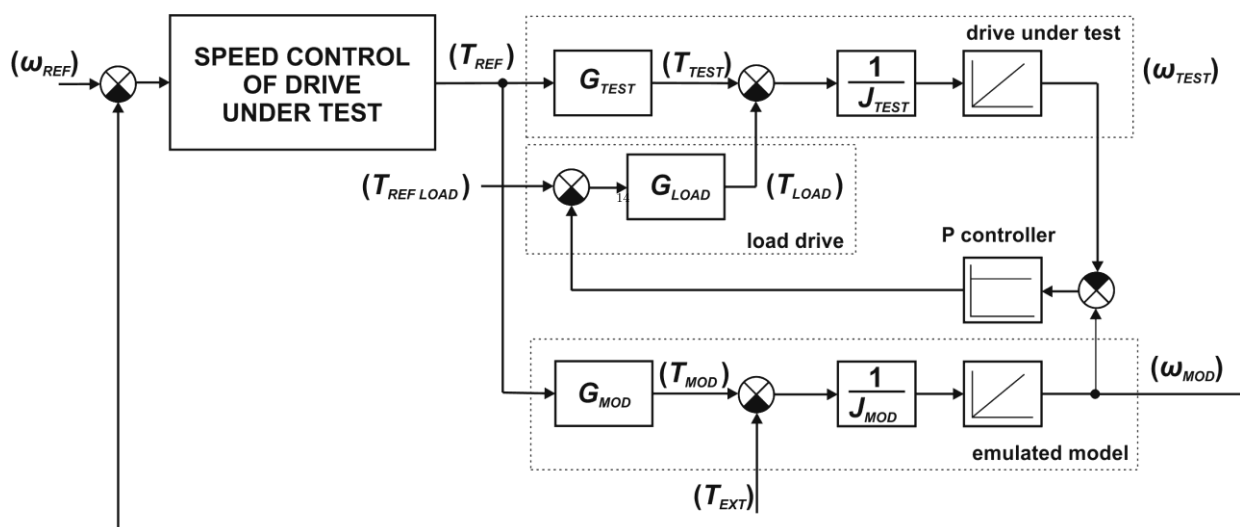 drive under test
(ω_REF)
SPEED CONTROL
OF DRIVE
UNDER TEST
(T_REF)
G_TEST
(T_TEST)
1
J_TEST
(ω_TEST)
(T_REF LOAD)
14
G_LOAD
(T_LOAD)
load drive
P controller
G_MOD
(T_MOD)
1
J_MOD
(ω_MOD)
emulated model
(T_EXT)